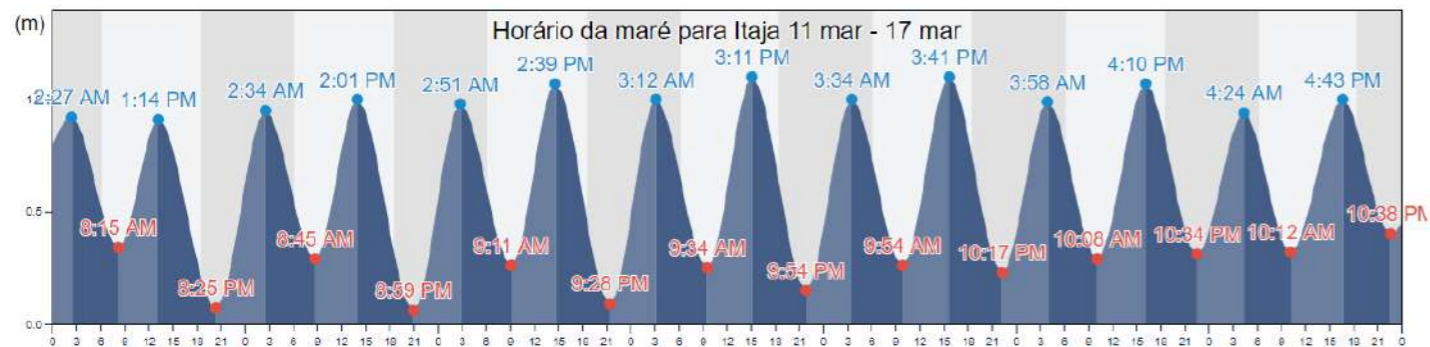 (m)
Horário da maré para Itaja 11 mar - 17 mar
2:27 AM 1:14 PM 2:34 AM 2:01 PM 2:51 AM 2:39 PM 3:12 AM 3:11 PM 3:34 AM 3:41 PM 3:58 AM 4:10 PM 4:24 AM 4:43 PM
0.5
8:15 AM 8:25 PM 8:45 AM 8:59 PM 9:11 AM 9:28 PM 9:34 AM 9:54 PM 9:54 AM 10:17 PM 10:08 AM 10:34 PM 10:12 AM 10:38 PM
0.0
0 3 6 9 12 15 18 21 0 3 6 9 12 15 18 21 0 3 6 9 12 15 18 21 0 3 6 9 12 15 18 21 0 3 6 9 12 15 18 21 0 3 6 9 12 15 18 21 0 3 6 9 12 15 18 21 0